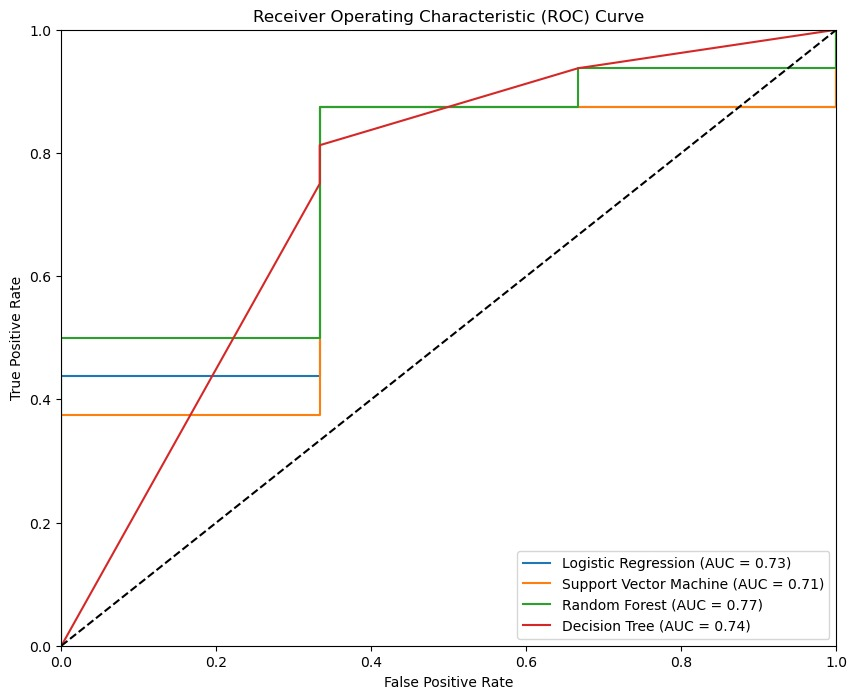 Receiver Operating Characteristic (ROC) Curve
1.0
0.8
0.6
0.4
0.2
0.0
True Positive Rate
Logistic Regression (AUC = 0.73)
Support Vector Machine (AUC = 0.71)
Random Forest (AUC = 0.77)
Decision Tree (AUC = 0.74)
0.0 0.2 0.4 0.6 0.8 1.0
False Positive Rate